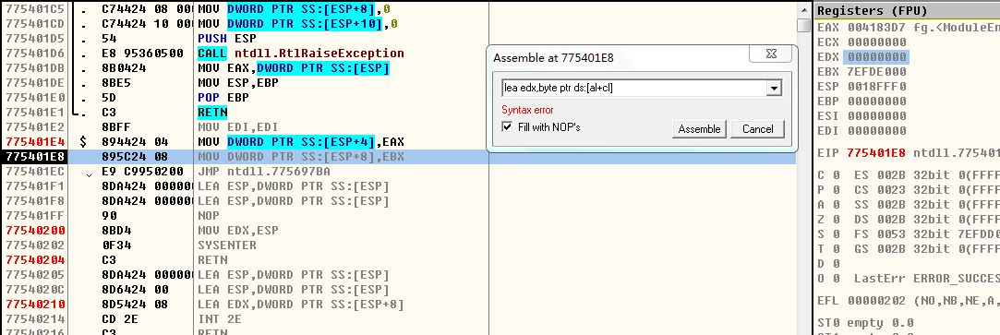 775401C5 . C74424 08 000 MOV DWORD PTR SS:[ESP+8],0
775401CD . C74424 10 000 MOV DWORD PTR SS:[ESP+10],0
775401D5 . 54 PUSH ESP
775401D6 . E8 95360500 CALL ntdll.RtlRaiseException
775401DB . 8B0424 MOV EAX,DWORD PTR SS:[ESP]
775401DE . 8BE5 MOV ESP,EBP
775401E0 . 5D POP EBP
775401E1 . C3 RETN
775401E2 8BFF MOV EDI,EDI
775401E4 $ 894424 04 MOV DWORD PTR SS:[ESP+4],EAX
775401E8 895C24 08 MOV DWORD PTR SS:[ESP+8],EBX
775401EC E9 C9950200 JMP ntdll.775697BA
775401F1 8DA424 000000 LEA ESP,DWORD PTR SS:[ESP]
775401F8 8DA424 000000 LEA ESP,DWORD PTR SS:[ESP]
775401FF 90 NOP
77540200 8BD4 MOV EDX,ESP
77540202 0F34 SYSENTER
77540204 C3 RETN
77540205 8DA424 000000 LEA ESP,DWORD PTR SS:[ESP]
7754020C 8D6424 00 LEA ESP,DWORD PTR SS:[ESP]
77540210 8D5424 08 LEA EDX,DWORD PTR SS:[ESP+8]
77540214 CD 2E INT 2E
77540216 C3 RETN
Assemble at 775401E8
lea edx,byte ptr ds:[al+cl]
Syntax error
Fill with NOP's
Assemble Cancel
Registers (FPU)
EAX 004183D7 fg.<ModuleEn
ECX 00000000
EDX 00000000
EBX 7EFDE000
ESP 0018FFF0
EBP 00000000
ESI 00000000
EDI 00000000
EIP 775401E8 ntdll.775401
C 0 ES 002B 32bit 0(FFFF
P 0 CS 0023 32bit 0(FFFF
A 0 SS 002B 32bit 0(FFFF
Z 0 DS 002B 32bit 0(FFFF
S 0 FS 0053 32bit 7EFDD0
T 0 GS 002B 32bit 0(FFFF
D 0
O 0 LastErr ERROR_SUCCES
EFL 00000202 (NO,NB,NE,A,
ST0 empty 0.0